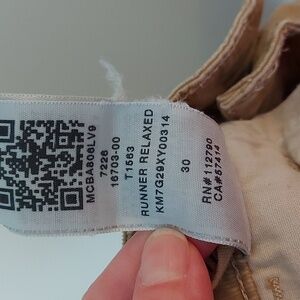 MCBA806LV9
7226
16703-00
T1563
RUNNER RELAXED
KM7G29XY00314
30
RN# 112790
CA#57414